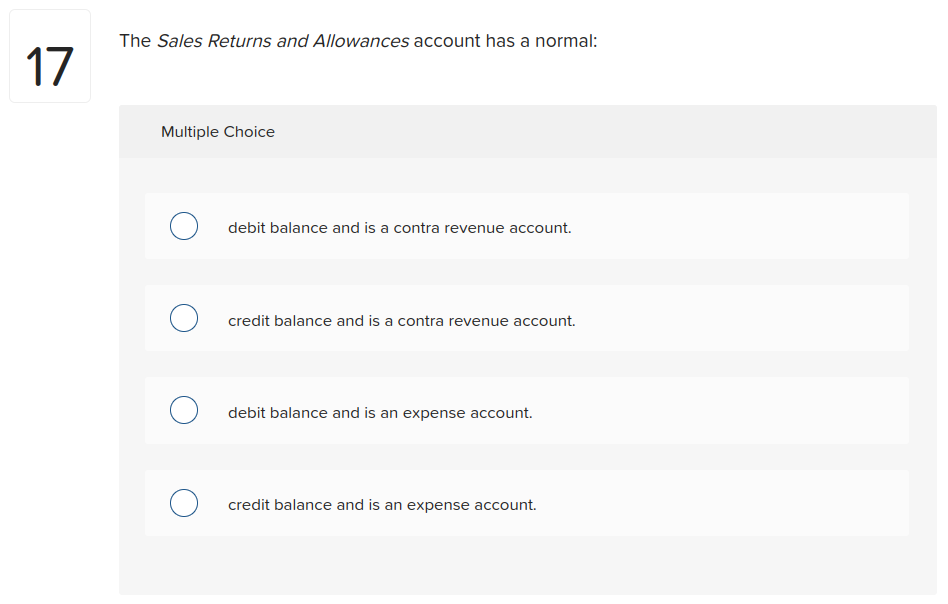 17
The Sales Returns and Allowances account has a normal:
Multiple Choice
debit balance and is a contra revenue account.
credit balance and is a contra revenue account.
debit balance and is an expense account.
credit balance and is an expense account.